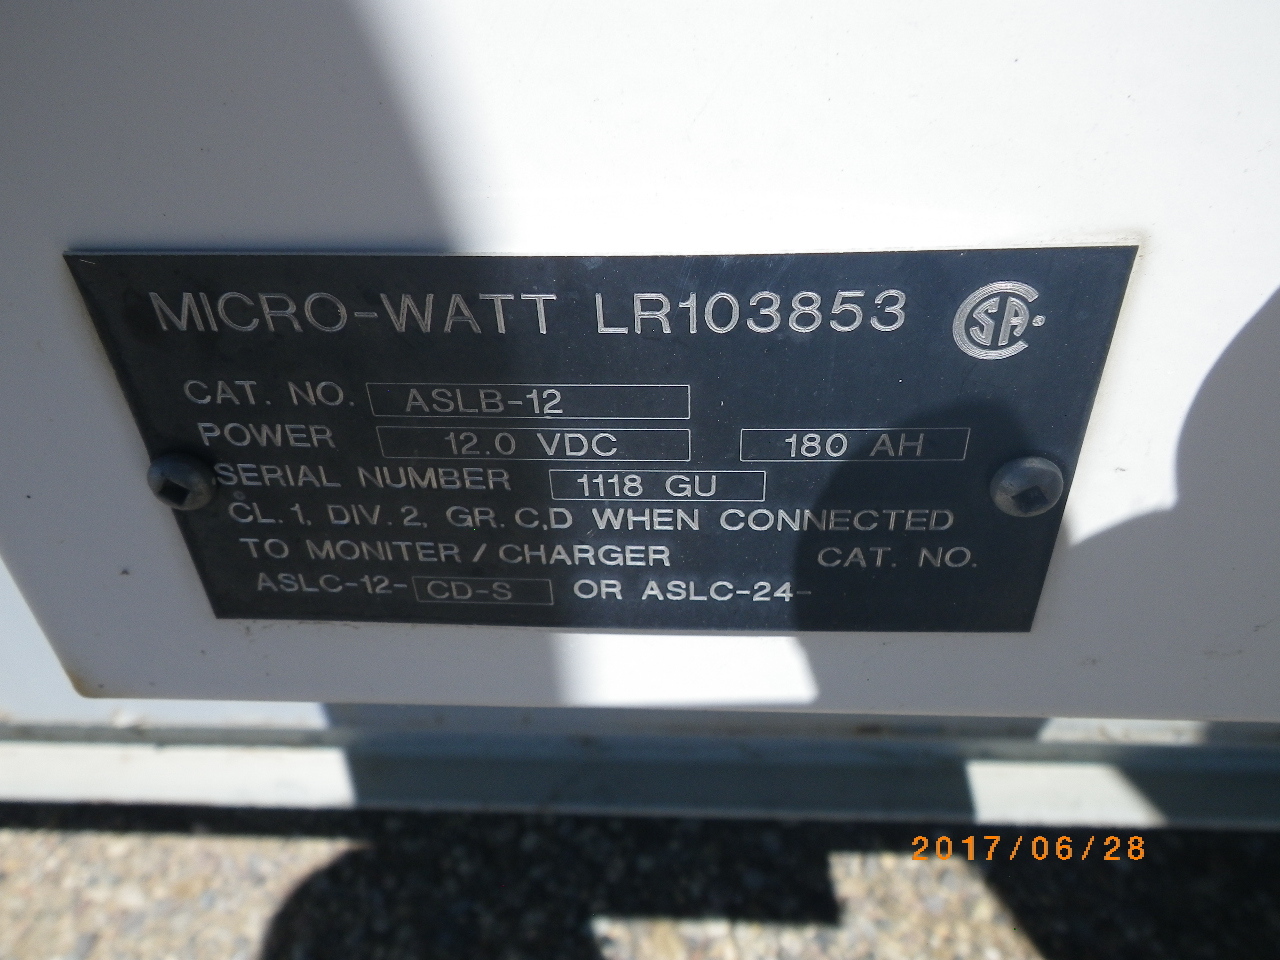 MICRO-WATT LR103853 SA ®
CAT. NO. ASLB-12
POWER 12.0 VDC 180 AH
SERIAL NUMBER 1118 GU
CL. 1, DIV. 2, GR. C,D WHEN CONNECTED
TO MONITER / CHARGER CAT. NO.
ASLC-12- CD-S OR ASLC-24-
2017/06/28